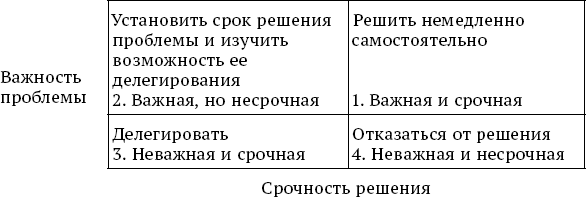 Важность
проблемы
Установить срок решения
проблемы и изучить
возможность ее
делегирования
2. Важная, но несрочная
Решить немедленно
самостоятельно
1. Важная и срочная
Делегировать
3. Неважная и срочная
Отказаться от решения
4. Неважная и несрочная
Срочность решения